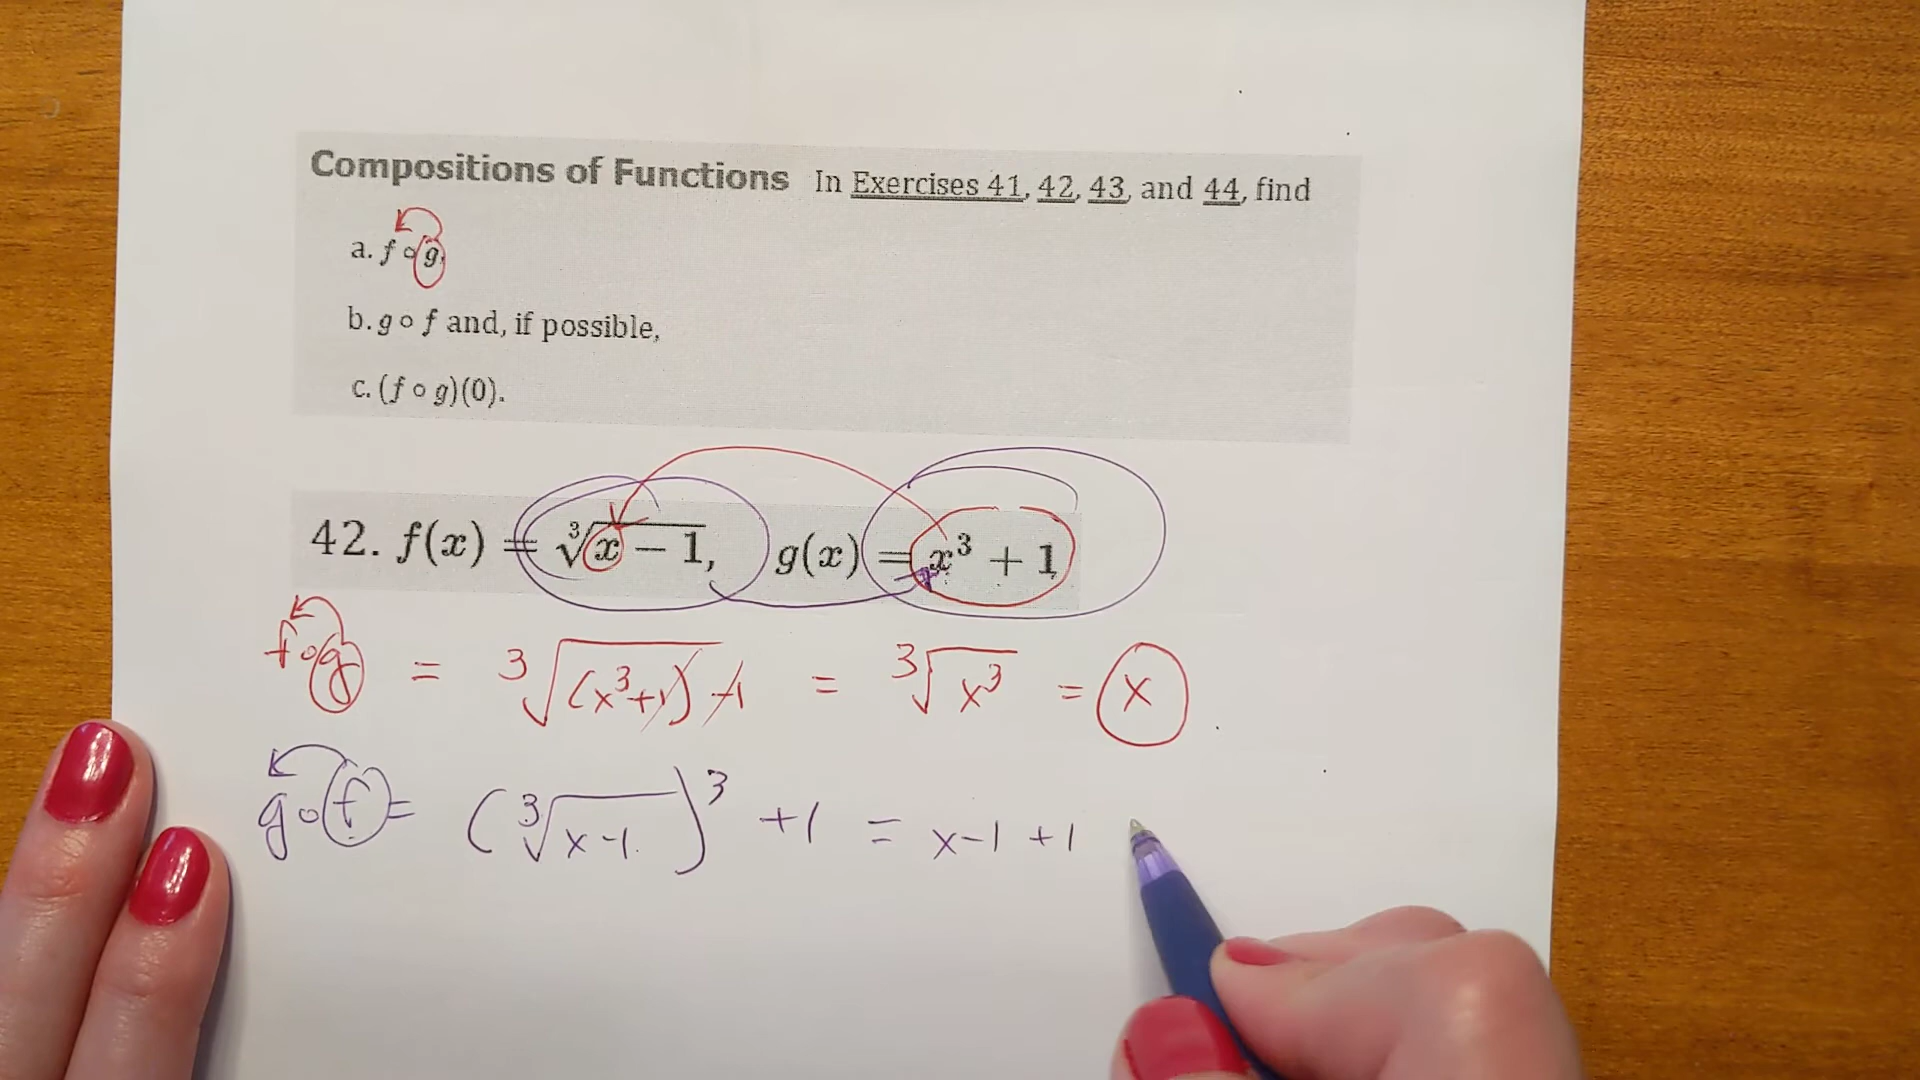 Compositions of Functions In Exercises 41, 42, 43, and 44, find
a. f ∘ g,
b. g ∘ f and, if possible,
c. (f ∘ g)(0).
42. f(x) = ∛(x − 1), g(x) = x³ + 1
f∘g = ∛((x³+1)-1) = ∛(x³) = x
g∘f = (∛(x-1))³ +1 = x-1 +1